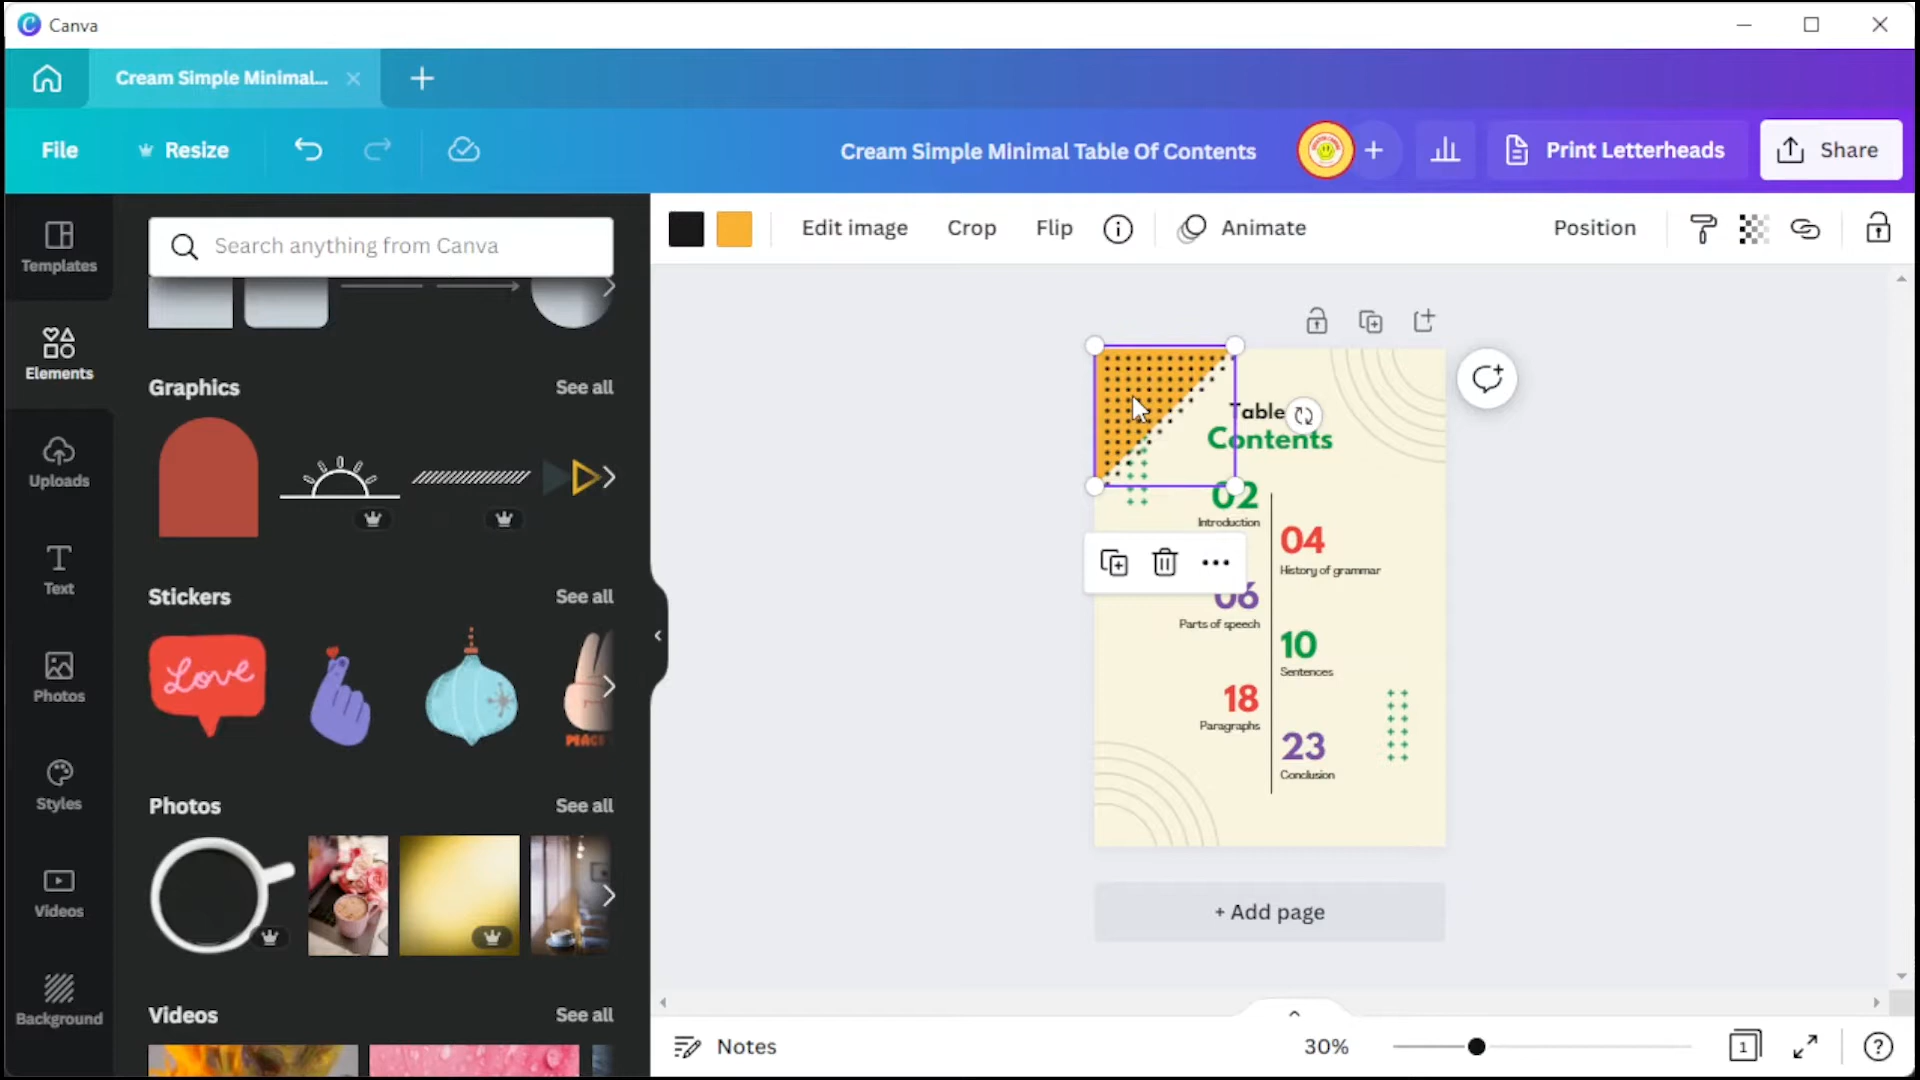 Canva
Cream Simple Minimal...
File
Resize
Cream Simple Minimal Table Of Contents
Print Letterheads
Share
Templates
Elements
Uploads
Text
Photos
Styles
Videos
Background
Search anything from Canva
Graphics
See all
Stickers
See all
Love
PEACE
Photos
See all
Videos
See all
Edit image
Crop
Flip
Animate
Position
Table
Contents
02
Introduction
04
History of grammar
06
Parts of speech
10
Sentences
18
Paragraphs
23
Conclusion
+ Add page
Notes
30%
1